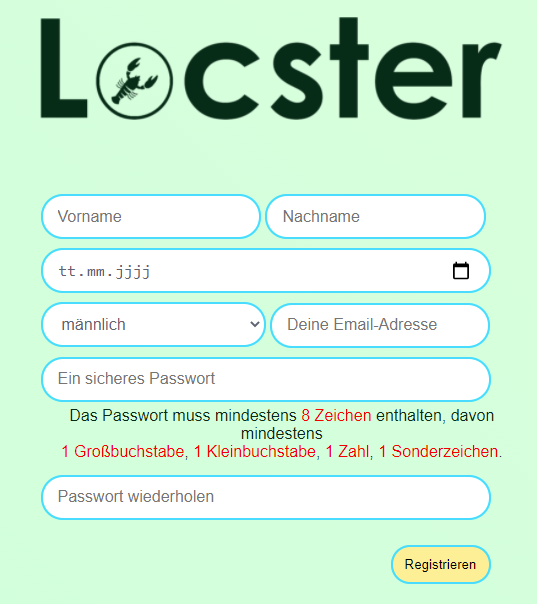 Locster
Vorname Nachname
tt.mm.jjjj
männlich Deine Email-Adresse
Ein sicheres Passwort
Das Passwort muss mindestens 8 Zeichen enthalten, davon
mindestens
1 Großbuchstabe, 1 Kleinbuchstabe, 1 Zahl, 1 Sonderzeichen.
Passwort wiederholen
Registrieren